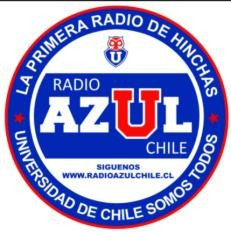 LA PRIMERA RADIO DE HINCHAS
U
RADIO
AZUL
CHILE
SIGUENOS
WWW.RADIOAZULCHILE.CL
UNIVERSIDAD DE CHILE SOMOS TODOS